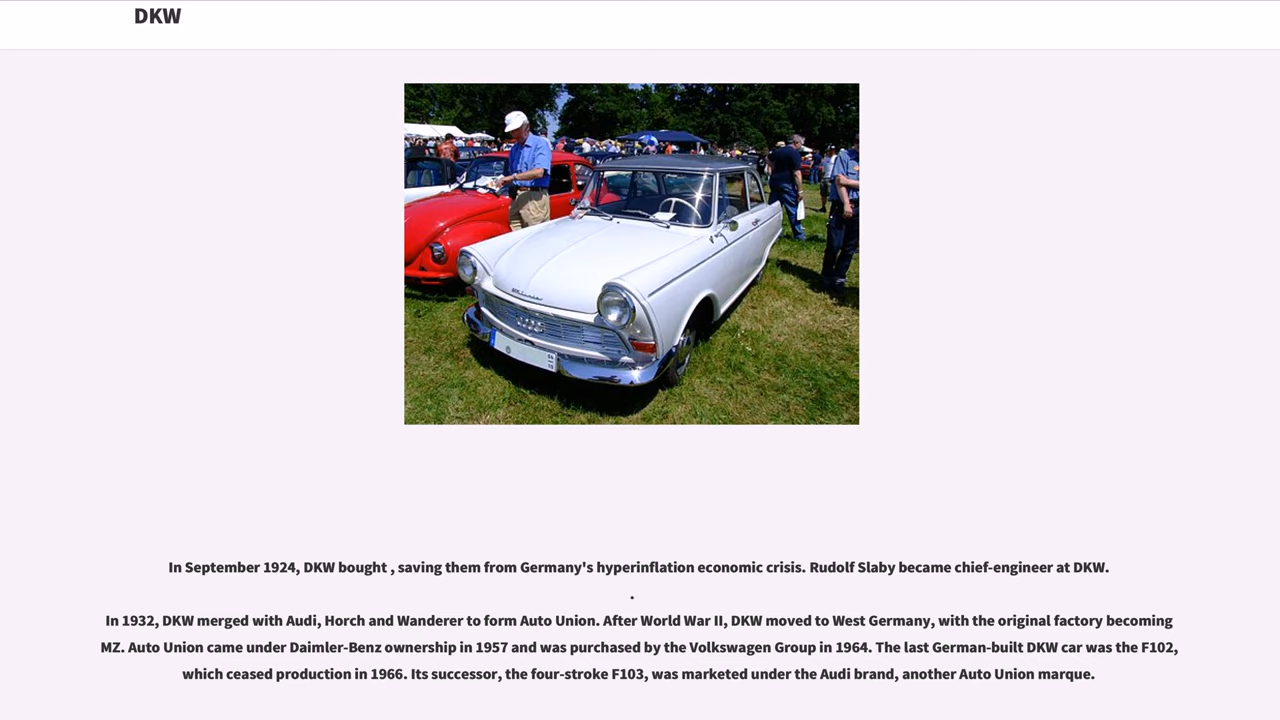 DKW
In September 1924, DKW bought , saving them from Germany's hyperinflation economic crisis. Rudolf Slaby became chief-engineer at DKW.
.
In 1932, DKW merged with Audi, Horch and Wanderer to form Auto Union. After World War II, DKW moved to West Germany, with the original factory becoming
MZ. Auto Union came under Daimler-Benz ownership in 1957 and was purchased by the Volkswagen Group in 1964. The last German-built DKW car was the F102,
which ceased production in 1966. Its successor, the four-stroke F103, was marketed under the Audi brand, another Auto Union marque.